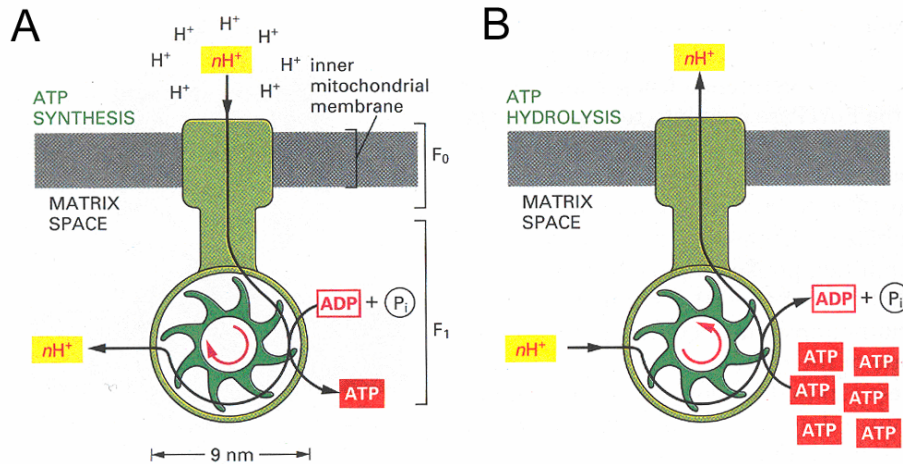 A
H⁺ H⁺ H⁺
H⁺ nH⁺ H⁺
H⁺ H⁺
inner
mitochondrial
membrane
ATP
SYNTHESIS
F₀
MATRIX
SPACE
ADP + Pi
F₁
nH⁺
ATP
9 nm
B
nH⁺
ATP
HYDROLYSIS
MATRIX
SPACE
ADP + Pi
nH⁺
ATP ATP
ATP ATP
ATP ATP